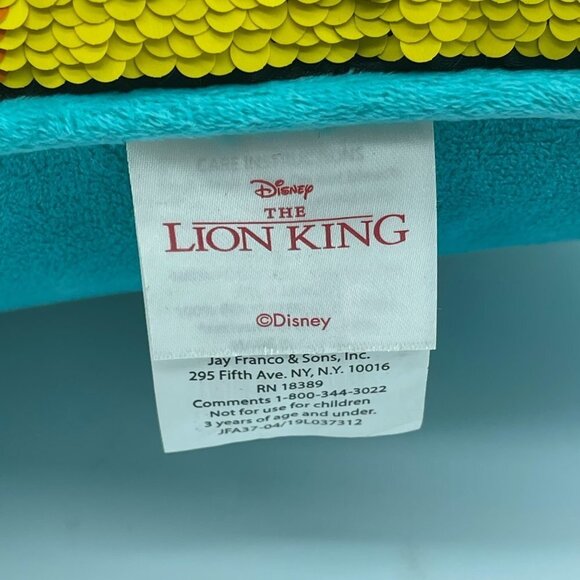 Disney
THE
LION KING
©Disney
Jay Franco & Sons, Inc.
295 Fifth Ave. NY, N.Y. 10016
RN 18389
Comments 1-800-344-3022
Not for use for children
3 years of age and under.
JFA37-04/19L037312